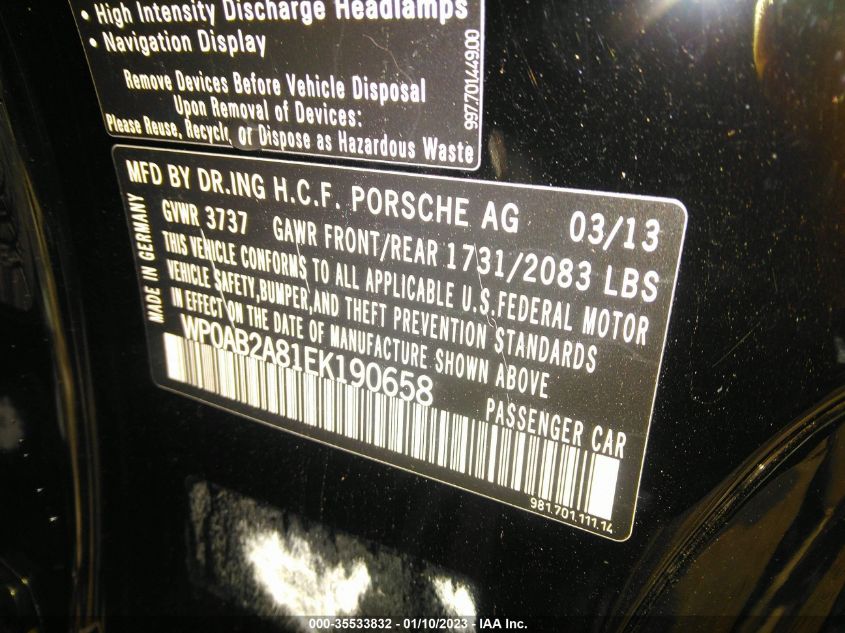 • High Intensity Discharge Headlamps
• Navigation Display
Remove Devices Before Vehicle Disposal
Upon Removal of Devices:
Please Reuse, Recycle, or Dispose as Hazardous Waste
997.701.449.00
MFD BY DR.ING H.C.F. PORSCHE AG 03/13
GVWR 3737 GAWR FRONT/REAR 1731/2083 LBS
THIS VEHICLE CONFORMS TO ALL APPLICABLE U.S.FEDERAL MOTOR
VEHICLE SAFETY,BUMPER,AND THEFT PREVENTION STANDARDS
IN EFFECT ON THE DATE OF MANUFACTURE SHOWN ABOVE
WP0AB2A81EK190658
PASSENGER CAR
MADE IN GERMANY
981.701.111.14
000-35533832 - 01/10/2023 - IAA Inc.